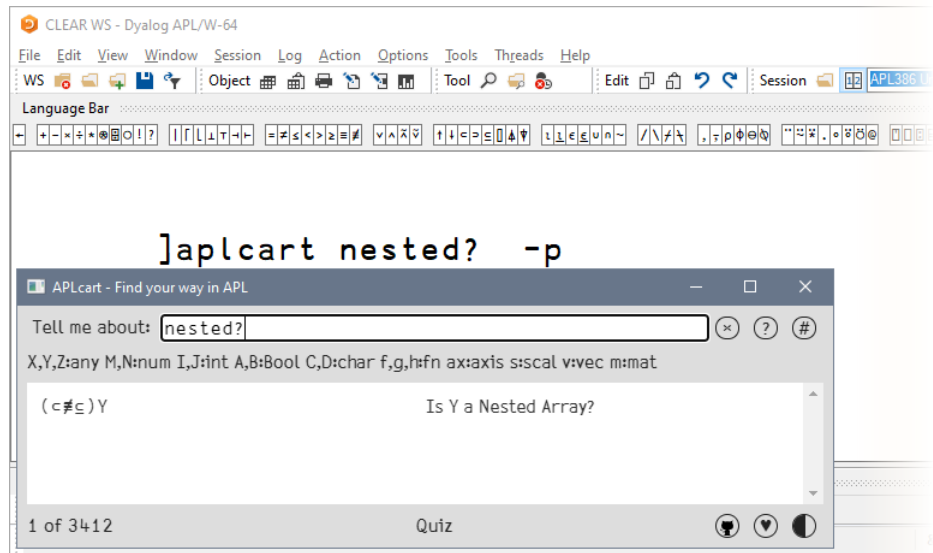 CLEAR WS - Dyalog APL/W-64
File Edit View Window Session Log Action Options Tools Threads Help
WS Object Tool Edit Session APL386 U
Language Bar
← + - × ÷ * ⍟ ⌹ ○ ! ? | ⌈ ⌊ ⊥ ⊤ ⊣ ⊢ = ≠ ≤ < > ≥ ≡ ≢ ∨ ∧ ⍲ ⍱ ↑ ↓ ⊂ ⊃ ⊆ ⌷ ⍋ ⍒ ⍳ ⍸ ∊ ⍷ ∪ ∩ ~ / \ ⌿ ⍀ , ⍪ ⍴ ⌽ ⊖ ⍉ ¨ ⍨ ⍣ . ∘ ⍤ ⍥ @
]aplcart nested? -p
APLcart - Find your way in APL
Tell me about: nested? × ? #
X,Y,Z:any M,N:num I,J:int A,B:Bool C,D:char f,g,h:fn ax:axis s:scal v:vec m:mat
(⊂≢⊆)Y Is Y a Nested Array?
1 of 3412 Quiz